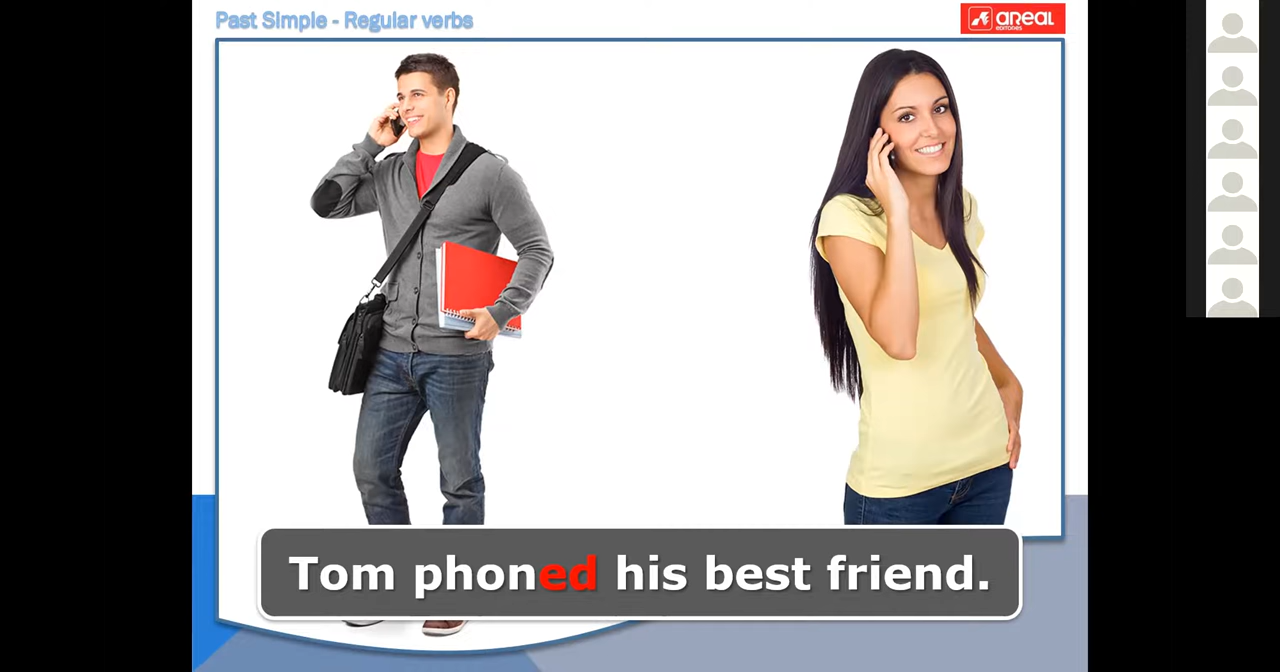 Past Simple - Regular verbs
AREAL
EDITORES
Tom phoned his best friend.